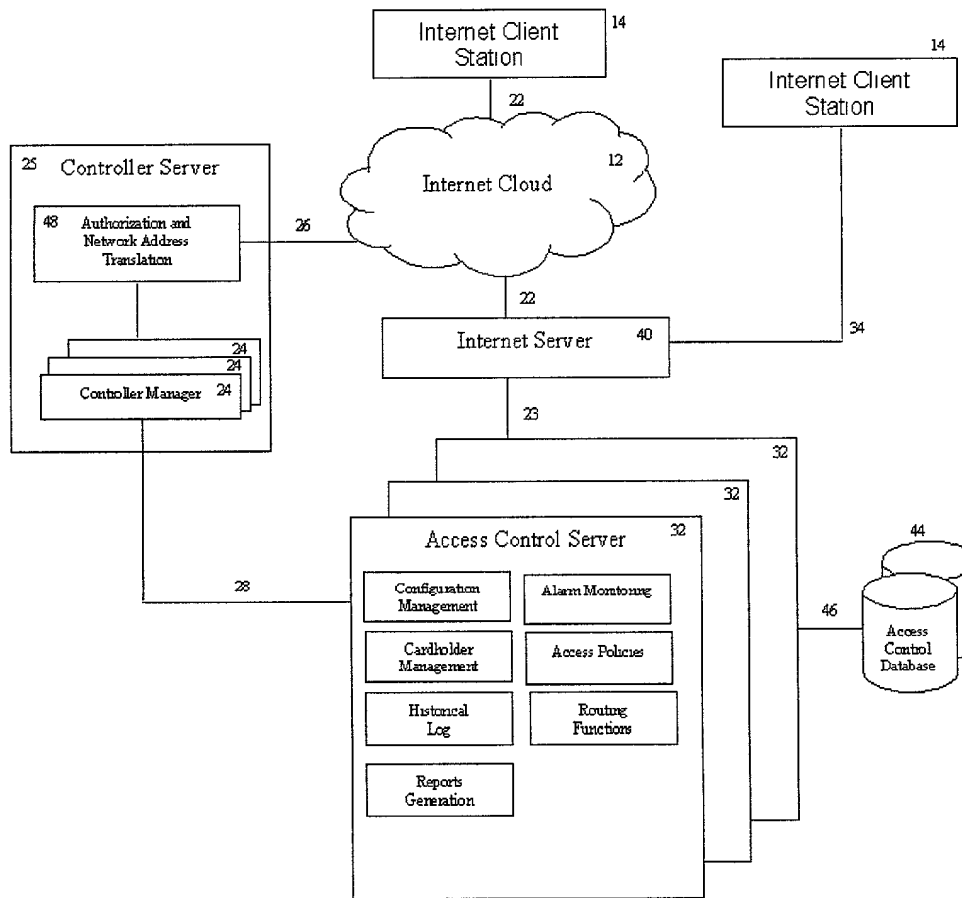 Internet Client
Station
14
Internet Client
Station
14
22
12
Internet Cloud
25
Controller Server
48
Authorization and
Network Address
Translation
26
22
Internet Server
40
34
24
24
Controller Manager
24
23
32
32
Access Control Server
32
Configuration
Management
Alarm Monitoring
Cardholder
Management
Access Policies
Historical
Log
Routing
Functions
Reports
Generation
28
44
46
Access
Control
Database